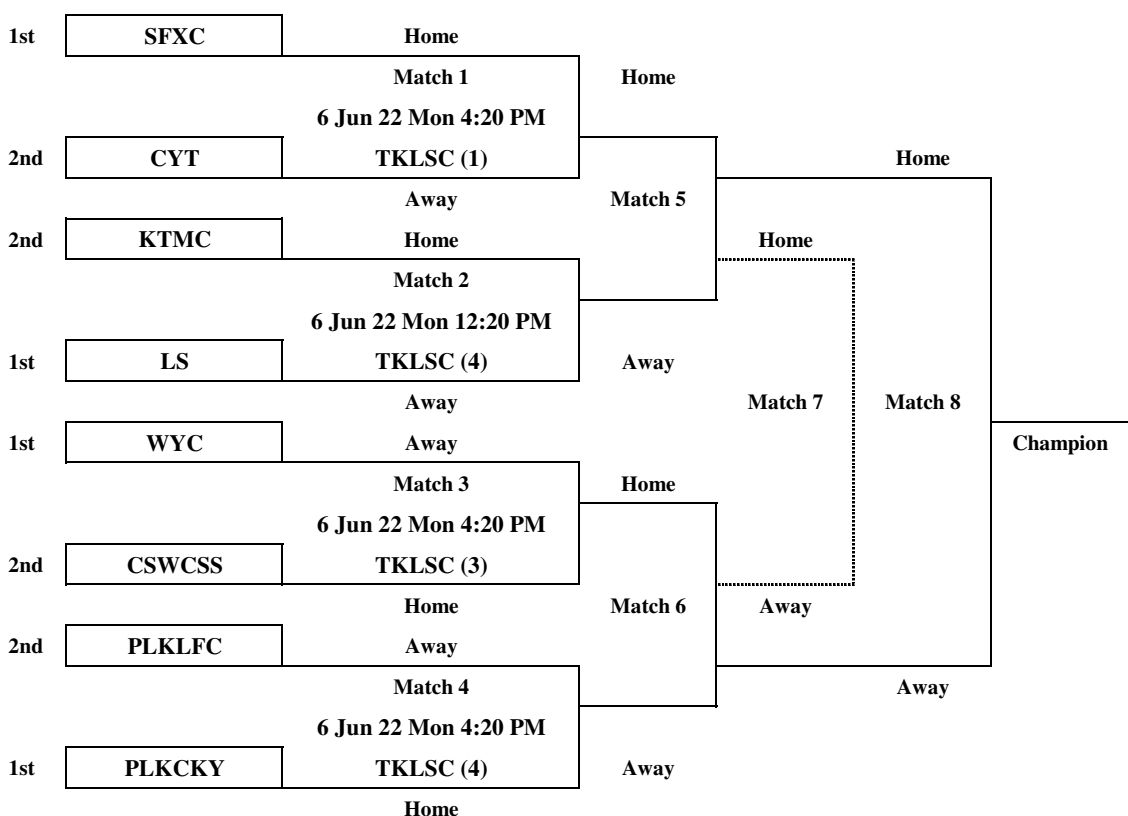 1st SFXC Home
Match 1 Home
6 Jun 22 Mon 4:20 PM
2nd CYT TKLSC (1) Home
Away Match 5
2nd KTMC Home Home
Match 2
6 Jun 22 Mon 12:20 PM
1st LS TKLSC (4) Away
Away Match 7 Match 8
1st WYC Away Champion
Match 3 Home
6 Jun 22 Mon 4:20 PM
2nd CSWCSS TKLSC (3)
Home Match 6 Away
2nd PLKLFC Away
Match 4 Away
6 Jun 22 Mon 4:20 PM
1st PLKCKY TKLSC (4) Away
Home